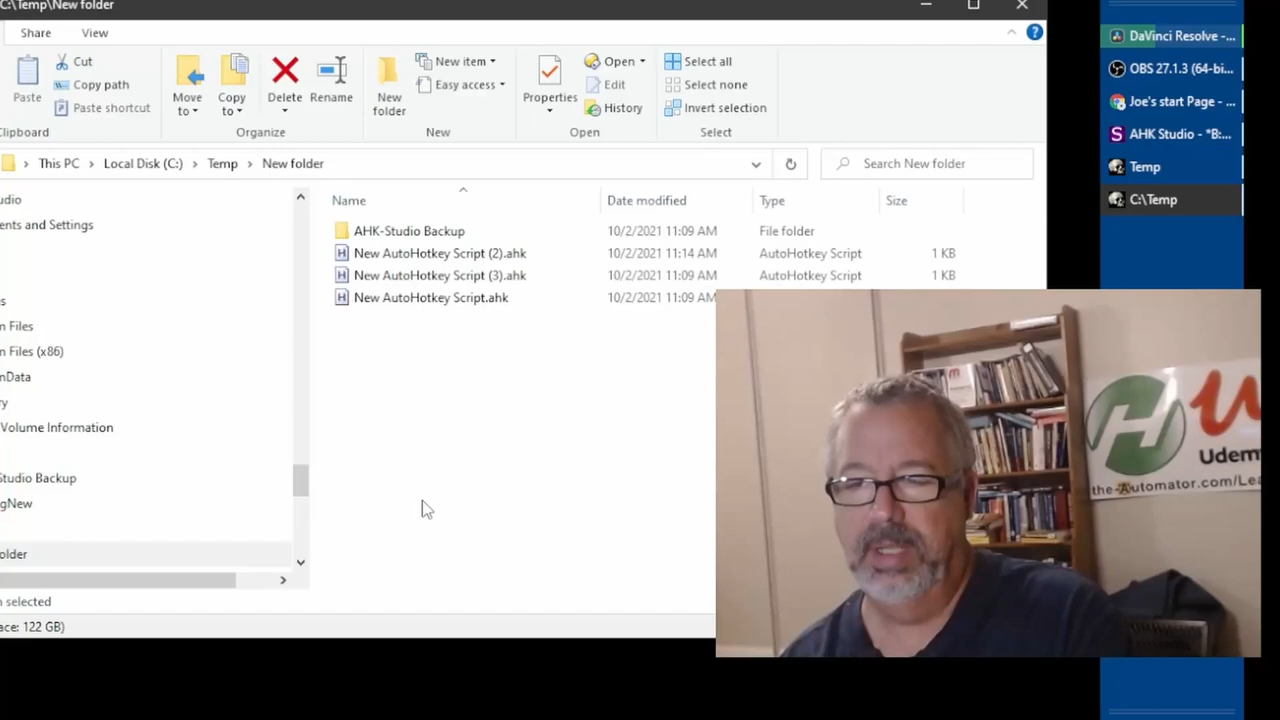 C:\Temp\New folder
Share View
Paste
Cut
Copy path
Paste shortcut
Clipboard
Move to
Copy to
Delete
Rename
Organize
New folder
New item
Easy access
New
Properties
Open
Edit
History
Open
Select all
Select none
Invert selection
Select
This PC > Local Disk (C:) > Temp > New folder
Search New folder
Name Date modified Type Size
AHK-Studio Backup 10/2/2021 11:09 AM File folder
New AutoHotkey Script (2).ahk 10/2/2021 11:14 AM AutoHotkey Script 1 KB
New AutoHotkey Script (3).ahk 10/2/2021 11:09 AM AutoHotkey Script 1 KB
New AutoHotkey Script.ahk 10/2/2021 11:09 AM
udio
ents and Settings
s
n Files
n Files (x86)
nData
ry
Volume Information
Studio Backup
gNew
older
selected
ace: 122 GB)
DaVinci Resolve -...
OBS 27.1.3 (64-bi...
Joe's start Page - ...
S AHK Studio - *B:...
Temp
C:\Temp
H
Udem
the-Automator.com/Lea